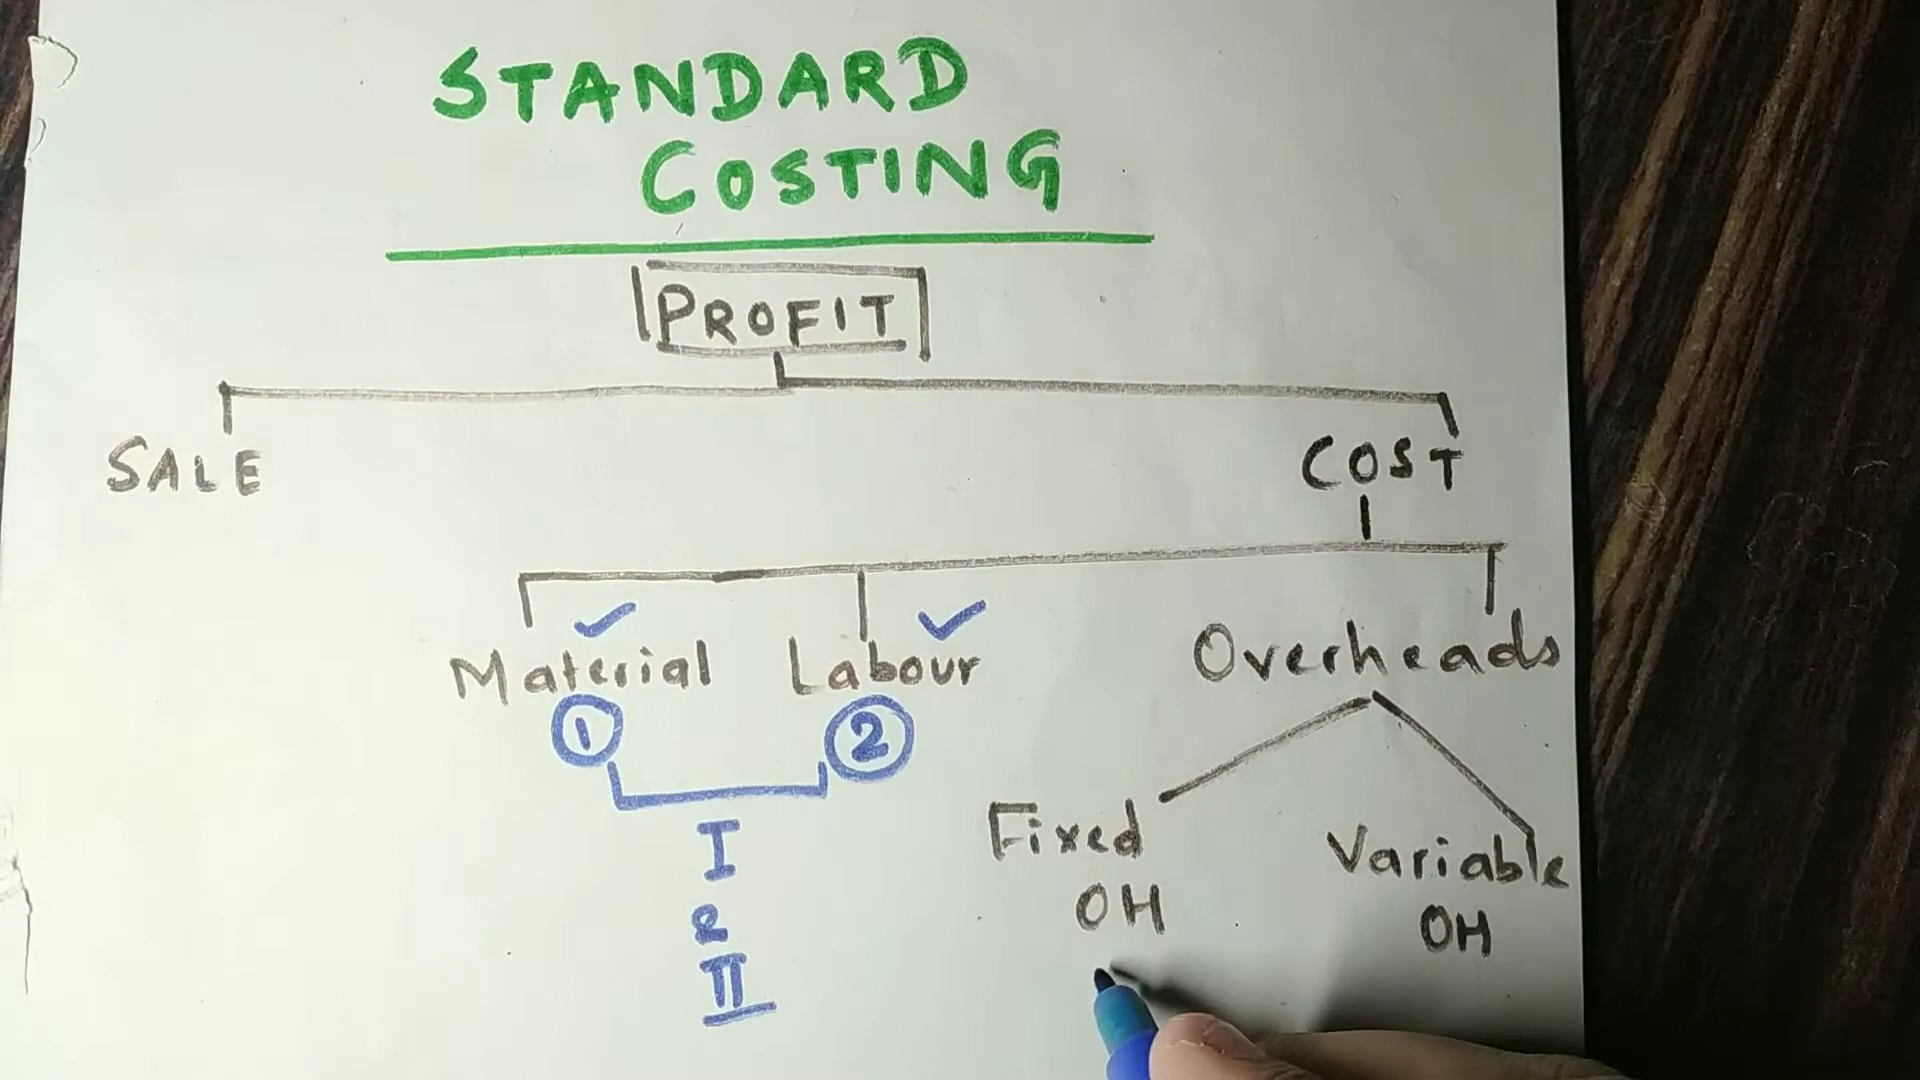 STANDARD
COSTING
PROFIT
SALE
COST
Material
Labour
Overheads
1
2
I
&
II
Fixed
OH
Variable
OH